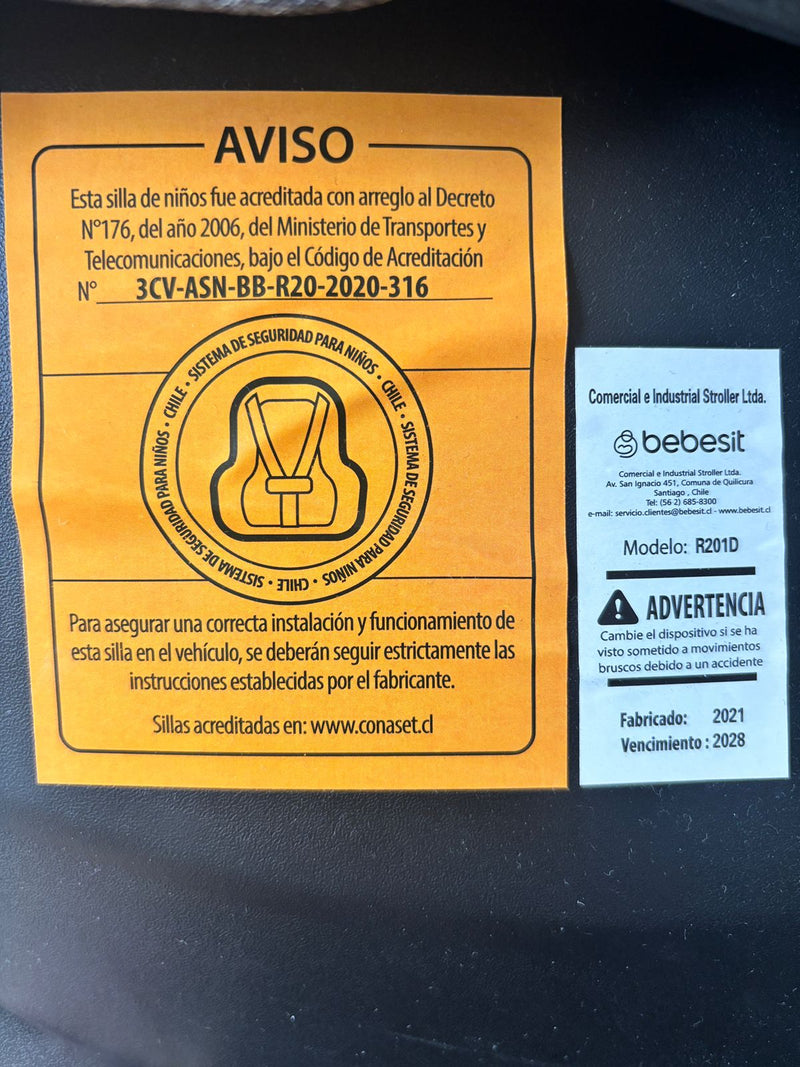 AVISO
Esta silla de niños fue acreditada con arreglo al Decreto
N°176, del año 2006, del Ministerio de Transportes y
Telecomunicaciones, bajo el Código de Acreditación
N° 3CV-ASN-BB-R20-2020-316
SISTEMA DE SEGURIDAD PARA NIÑOS • CHILE • SISTEMA DE SEGURIDAD PARA NIÑOS • CHILE • SISTEMA DE SEGURIDAD PARA NIÑOS • CHILE •
Para asegurar una correcta instalación y funcionamiento de
esta silla en el vehículo, se deberán seguir estrictamente las
instrucciones establecidas por el fabricante.
Sillas acreditadas en: www.conaset.cl
Comercial e Industrial Stroller Ltda.
bebesit
Comercial e Industrial Stroller Ltda.
Av. San Ignacio 451, Comuna de Quilicura
Santiago , Chile
Tel: (56 2) 685-8300
e-mail: servicio.clientes@bebesit.cl - www.bebesit.cl
Modelo: R201D
ADVERTENCIA
Cambie el dispositivo si se ha
visto sometido a movimientos
bruscos debido a un accidente
Fabricado: 2021
Vencimiento : 2028